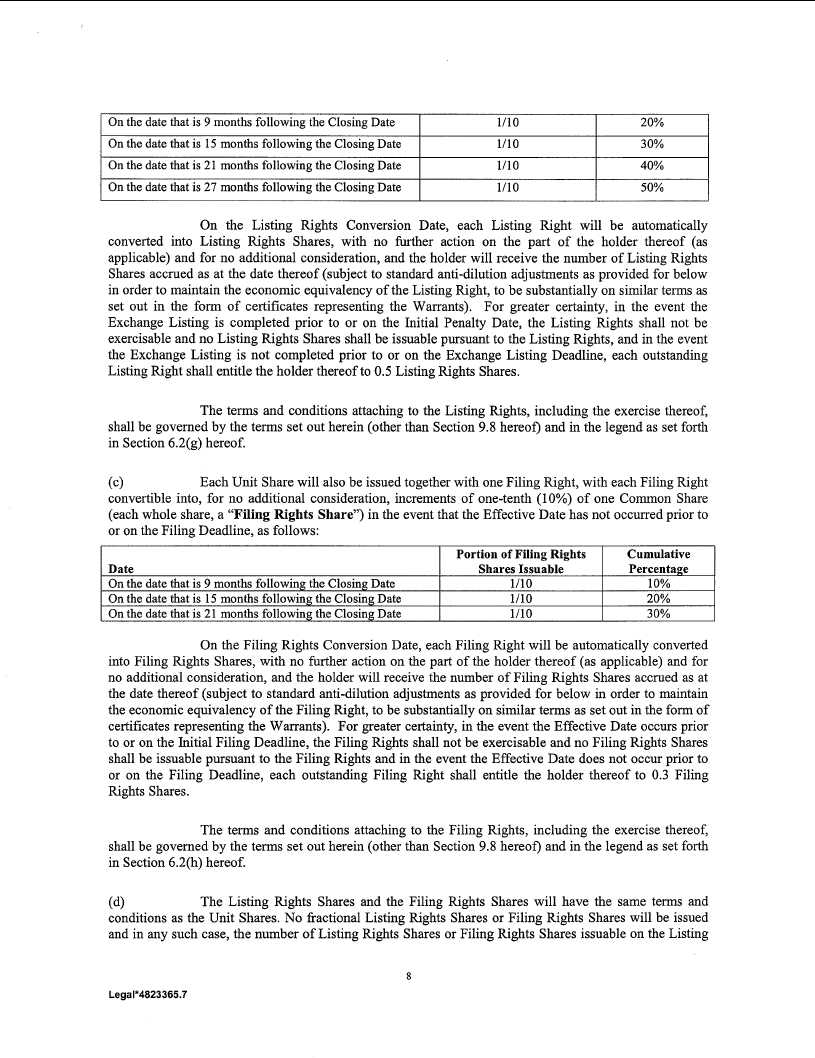 On the date that is 9 months following the Closing Date 1/10 20%
On the date that is 15 months following the Closing Date 1/10 30%
On the date that is 21 months following the Closing Date 1/10 40%
On the date that is 27 months following the Closing Date 1/10 50%
On the Listing Rights Conversion Date, each Listing Right will be automatically
converted into Listing Rights Shares, with no further action on the part of the holder thereof (as
applicable) and for no additional consideration, and the holder will receive the number of Listing Rights
Shares accrued as at the date thereof (subject to standard anti-dilution adjustments as provided for below
in order to maintain the economic equivalency of the Listing Right, to be substantially on similar terms as
set out in the form of certificates representing the Warrants). For greater certainty, in the event the
Exchange Listing is completed prior to or on the Initial Penalty Date, the Listing Rights shall not be
exercisable and no Listing Rights Shares shall be issuable pursuant to the Listing Rights, and in the event
the Exchange Listing is not completed prior to or on the Exchange Listing Deadline, each outstanding
Listing Right shall entitle the holder thereof to 0.5 Listing Rights Shares.
The terms and conditions attaching to the Listing Rights, including the exercise thereof,
shall be governed by the terms set out herein (other than Section 9.8 hereof) and in the legend as set forth
in Section 6.2(g) hereof.
(c) Each Unit Share will also be issued together with one Filing Right, with each Filing Right
convertible into, for no additional consideration, increments of one-tenth (10%) of one Common Share
(each whole share, a “Filing Rights Share”) in the event that the Effective Date has not occurred prior to
or on the Filing Deadline, as follows:
Date Portion of Filing Rights Shares Issuable Cumulative Percentage
On the date that is 9 months following the Closing Date 1/10 10%
On the date that is 15 months following the Closing Date 1/10 20%
On the date that is 21 months following the Closing Date 1/10 30%
On the Filing Rights Conversion Date, each Filing Right will be automatically converted
into Filing Rights Shares, with no further action on the part of the holder thereof (as applicable) and for
no additional consideration, and the holder will receive the number of Filing Rights Shares accrued as at
the date thereof (subject to standard anti-dilution adjustments as provided for below in order to maintain
the economic equivalency of the Filing Right, to be substantially on similar terms as set out in the form of
certificates representing the Warrants). For greater certainty, in the event the Effective Date occurs prior
to or on the Initial Filing Deadline, the Filing Rights shall not be exercisable and no Filing Rights Shares
shall be issuable pursuant to the Filing Rights and in the event the Effective Date does not occur prior to
or on the Filing Deadline, each outstanding Filing Right shall entitle the holder thereof to 0.3 Filing
Rights Shares.
The terms and conditions attaching to the Filing Rights, including the exercise thereof,
shall be governed by the terms set out herein (other than Section 9.8 hereof) and in the legend as set forth
in Section 6.2(h) hereof.
(d) The Listing Rights Shares and the Filing Rights Shares will have the same terms and
conditions as the Unit Shares. No fractional Listing Rights Shares or Filing Rights Shares will be issued
and in any such case, the number of Listing Rights Shares or Filing Rights Shares issuable on the Listing
8
Legal*4823365.7